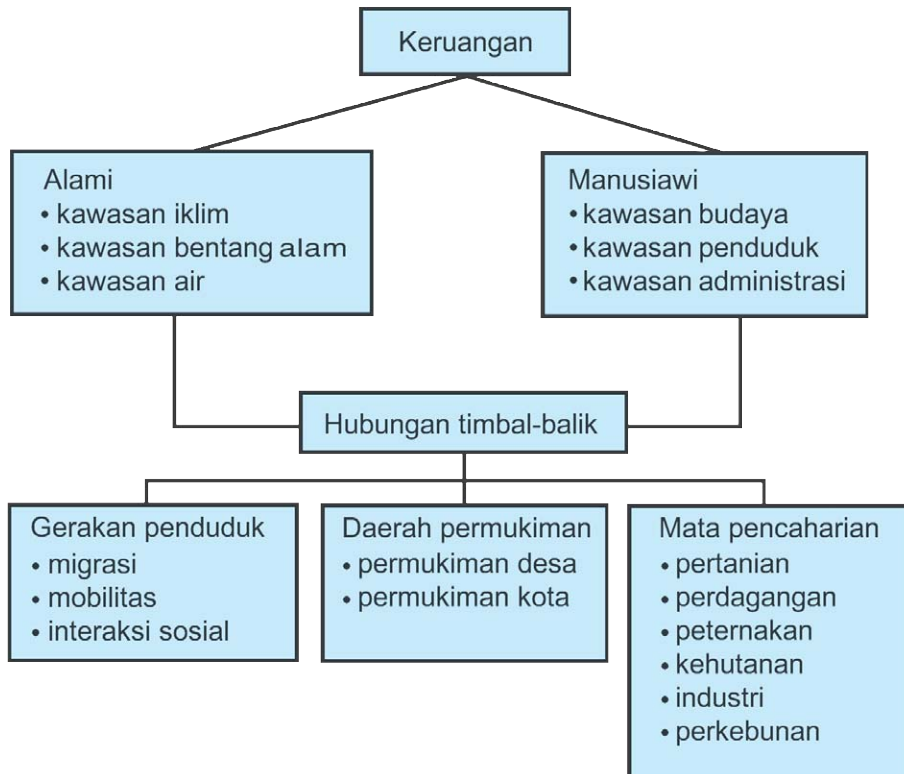 Keruangan
Alami
• kawasan iklim
• kawasan bentang alam
• kawasan air
Manusiawi
• kawasan budaya
• kawasan penduduk
• kawasan administrasi
Hubungan timbal-balik
Gerakan penduduk
• migrasi
• mobilitas
• interaksi sosial
Daerah permukiman
• permukiman desa
• permukiman kota
Mata pencaharian
• pertanian
• perdagangan
• peternakan
• kehutanan
• industri
• perkebunan